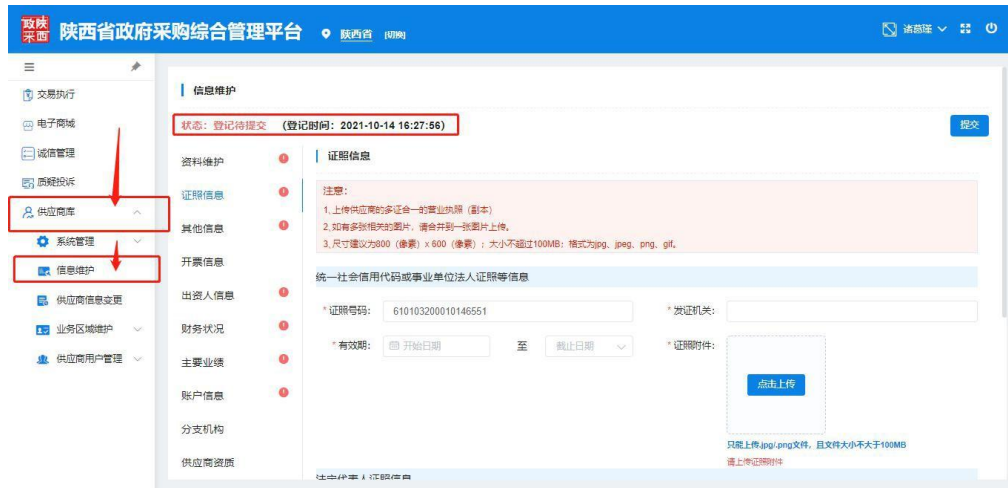 政陕
采西
陕西省政府采购综合管理平台
陕西省
[切换]
诸葛瑾
交易执行
电子商城
诚信管理
质疑投诉
供应商库
系统管理
信息维护
供应商信息变更
业务区域维护
供应商用户管理
信息维护
状态：登记待提交 (登记时间：2021-10-14 16:27:56)
提交
资料维护
证照信息
其他信息
开票信息
出资人信息
财务状况
主要业绩
账户信息
分支机构
供应商资质
证照信息
注意：
1,上传供应商的多证合一的营业执照（副本）
2,如有多张相关的图片，请合并到一张图片上传。
3,尺寸建议为800（像素）x 600（像素）；大小不超过100MB；格式为jpg、jpeg、png、gif。
统一社会信用代码或事业单位法人证照等信息
* 证照号码: 610103200010146551
* 发证机关:
* 有效期: 开始日期 至 截止日期
* 证照附件:
点击上传
只能上传.jpg/.png文件，且文件大小不大于100MB
请上传证照附件
法定代表人证照信息